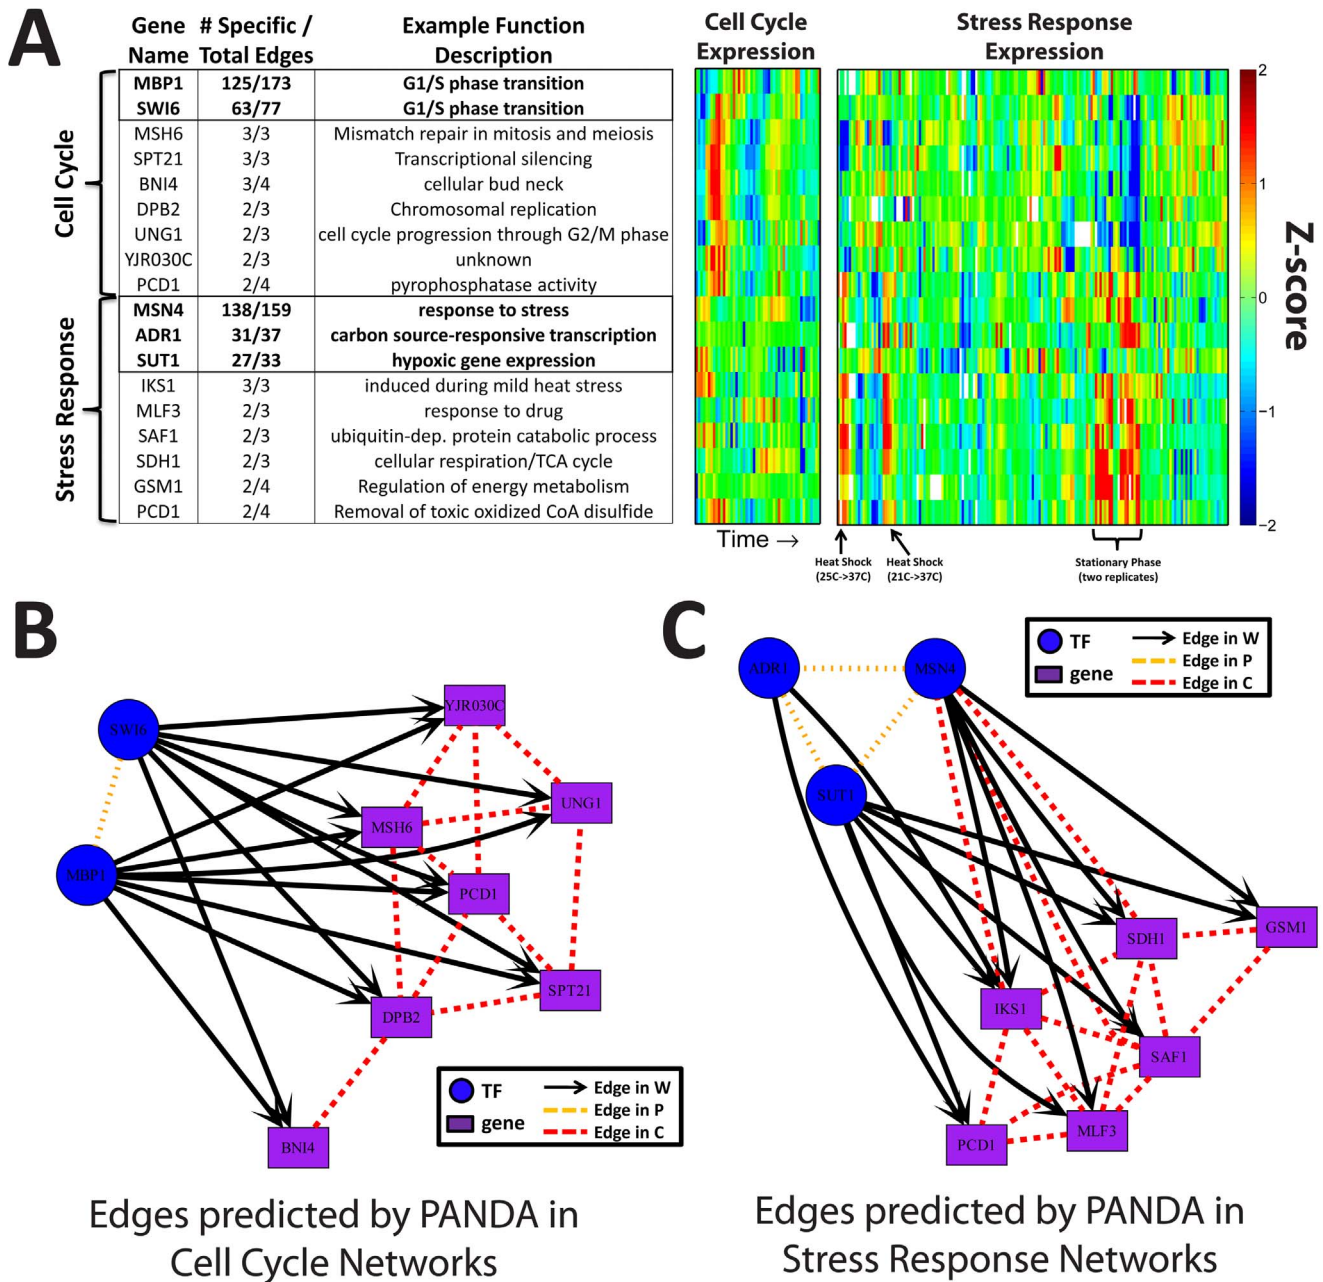 A
Gene Name # Specific / Total Edges Example Function Description
Cell Cycle Expression
Stress Response Expression
Cell Cycle
MBP1 125/173 G1/S phase transition
SWI6 63/77 G1/S phase transition
MSH6 3/3 Mismatch repair in mitosis and meiosis
SPT21 3/3 Transcriptional silencing
BNI4 3/4 cellular bud neck
DPB2 2/3 Chromosomal replication
UNG1 2/3 cell cycle progression through G2/M phase
YJR030C 2/3 unknown
PCD1 2/4 pyrophosphatase activity
Stress Response
MSN4 138/159 response to stress
ADR1 31/37 carbon source-responsive transcription
SUT1 27/33 hypoxic gene expression
IKS1 3/3 induced during mild heat stress
MLF3 2/3 response to drug
SAF1 2/3 ubiquitin-dep. protein catabolic process
SDH1 2/3 cellular respiration/TCA cycle
GSM1 2/4 Regulation of energy metabolism
PCD1 2/4 Removal of toxic oxidized CoA disulfide
2
1
0
−1
−2
Z-score
Time →
Heat Shock
(25C->37C)
Heat Shock
(21C->37C)
Stationary Phase
(two replicates)
B
SWI6
MBP1
YJR030C
UNG1
MSH6
PCD1
SPT21
DPB2
BNI4
TF
gene
Edge in W
Edge in P
Edge in C
Edges predicted by PANDA in
Cell Cycle Networks
C
TF
gene
Edge in W
Edge in P
Edge in C
ADR1
MSN4
SUT1
GSM1
SDH1
IKS1
SAF1
MLF3
PCD1
Edges predicted by PANDA in
Stress Response Networks